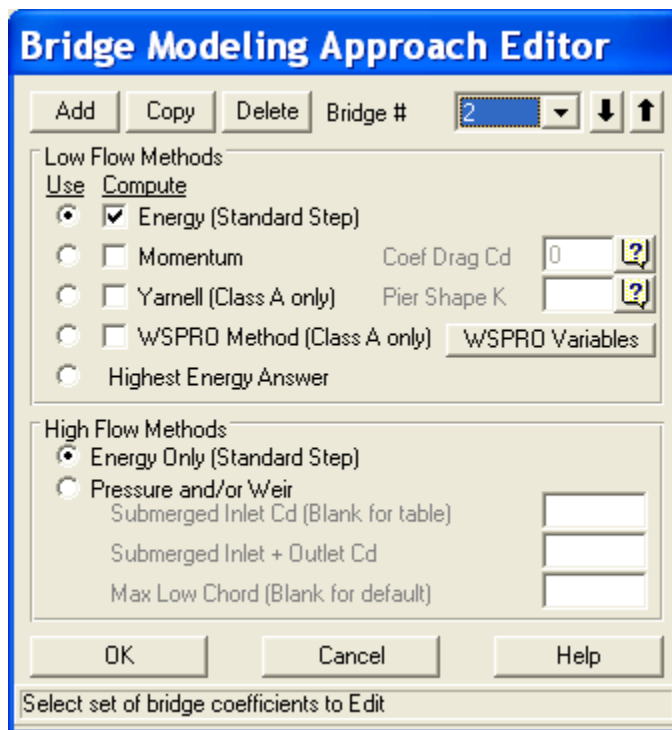 Bridge Modeling Approach Editor
Add Copy Delete Bridge # 2
Low Flow Methods
Use Compute
Energy (Standard Step)
Momentum Coef Drag Cd 0 ?
Yarnell (Class A only) Pier Shape K ?
WSPRO Method (Class A only) WSPRO Variables
Highest Energy Answer
High Flow Methods
Energy Only (Standard Step)
Pressure and/or Weir
Submerged Inlet Cd (Blank for table)
Submerged Inlet + Outlet Cd
Max Low Chord (Blank for default)
OK Cancel Help
Select set of bridge coefficients to Edit